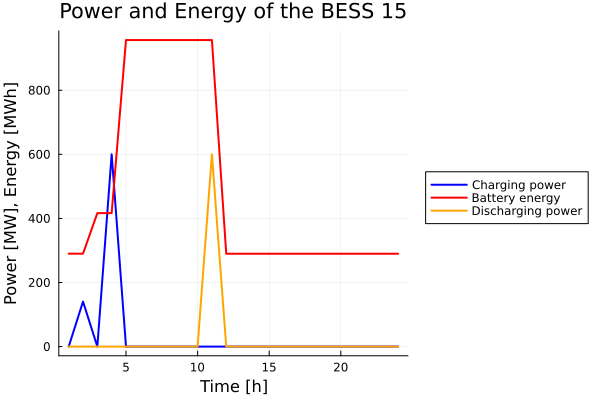 Power and Energy of the BESS 15
Power [MW], Energy [MWh]
800
600
400
200
0
5
10
15
20
Time [h]
Charging power
Battery energy
Discharging power